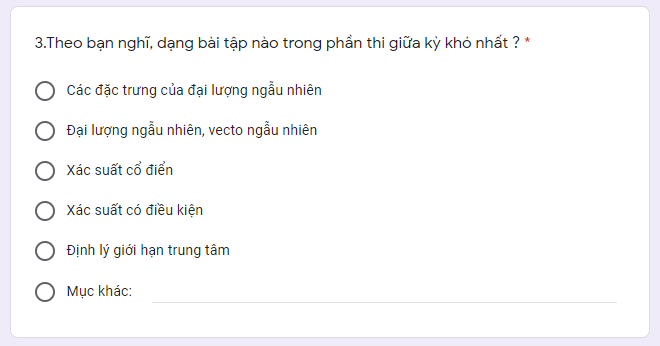 3.Theo bạn nghĩ, dạng bài tập nào trong phần thi giữa kỳ khó nhất ? *
Các đặc trưng của đại lượng ngẫu nhiên
Đại lượng ngẫu nhiên, vecto ngẫu nhiên
Xác suất cổ điển
Xác suất có điều kiện
Định lý giới hạn trung tâm
Mục khác: